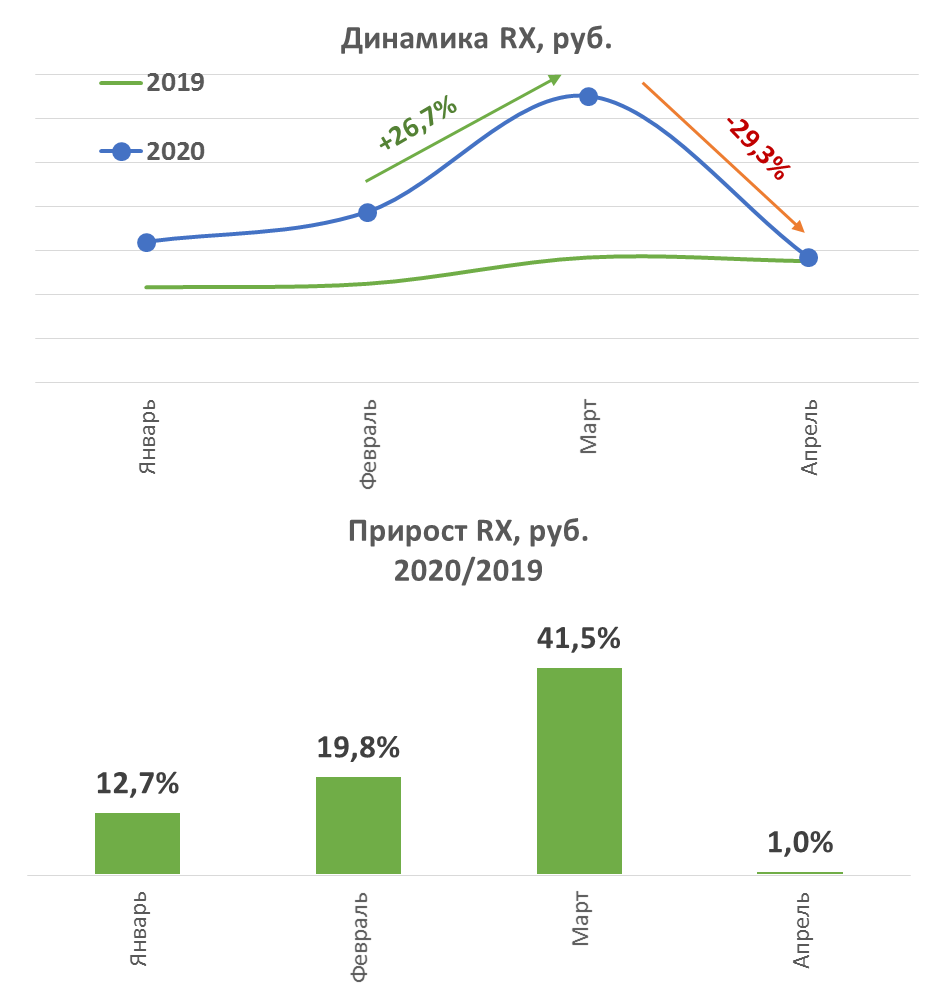 Динамика RX, руб.
2019
2020
+26,7%
-29,3%
Январь
Февраль
Март
Апрель
Прирост RX, руб.
2020/2019
12,7%
19,8%
41,5%
1,0%
Январь
Февраль
Март
Апрель